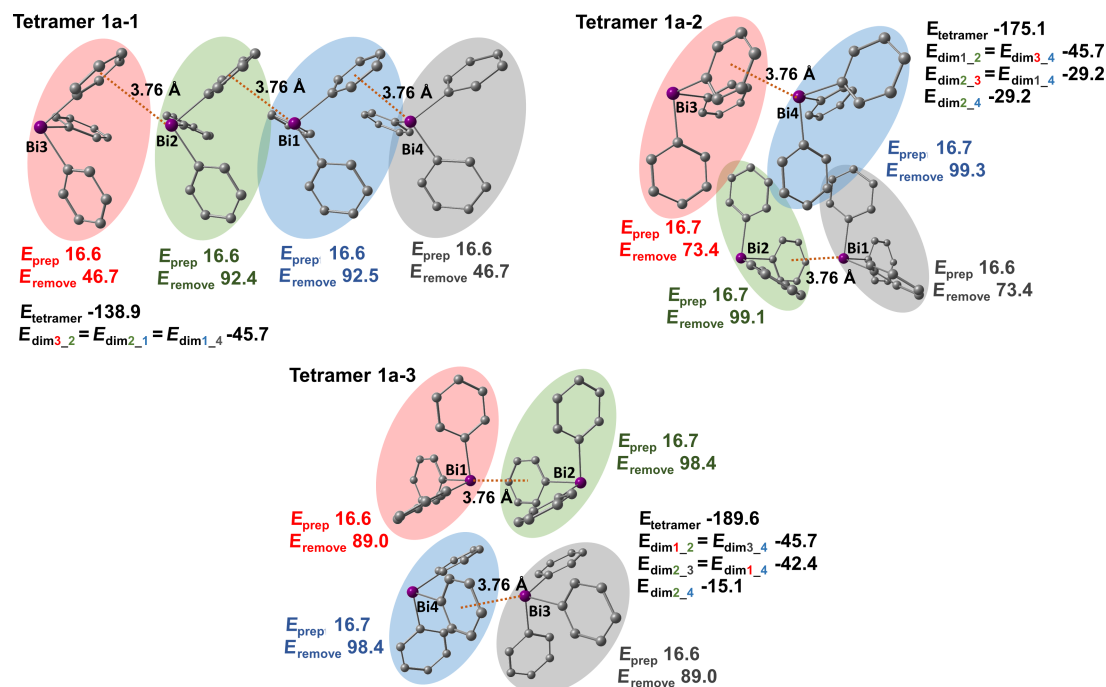 Tetramer 1a-1
3.76 Å
3.76 Å
3.76 Å
Bi3
Bi2
Bi1
Bi4
Eprep 16.6
Eremove 46.7
Eprep 16.6
Eremove 92.4
Eprep 16.6
Eremove 92.5
Eprep 16.6
Eremove 46.7
Etetramer -138.9
Edim3_2 = Edim2_1 = Edim1_4 -45.7
Tetramer 1a-2
Etetramer -175.1
Edim1_2 = Edim3_4 -45.7
Edim2_3 = Edim1_4 -29.2
Edim2_4 -29.2
3.76 Å
Bi3
Bi4
Eprep 16.7
Eremove 99.3
Eprep 16.7
Eremove 73.4
Bi2
Bi1
3.76 Å
Eprep 16.6
Eremove 73.4
Eprep 16.7
Eremove 99.1
Tetramer 1a-3
Eprep 16.7
Eremove 98.4
Bi1
Bi2
3.76 Å
Eprep 16.6
Eremove 89.0
Etetramer -189.6
Edim1_2 = Edim3_4 -45.7
Edim2_3 = Edim1_4 -42.4
Edim2_4 -15.1
3.76 Å
Bi4
Bi3
Eprep 16.7
Eremove 98.4
Eprep 16.6
Eremove 89.0